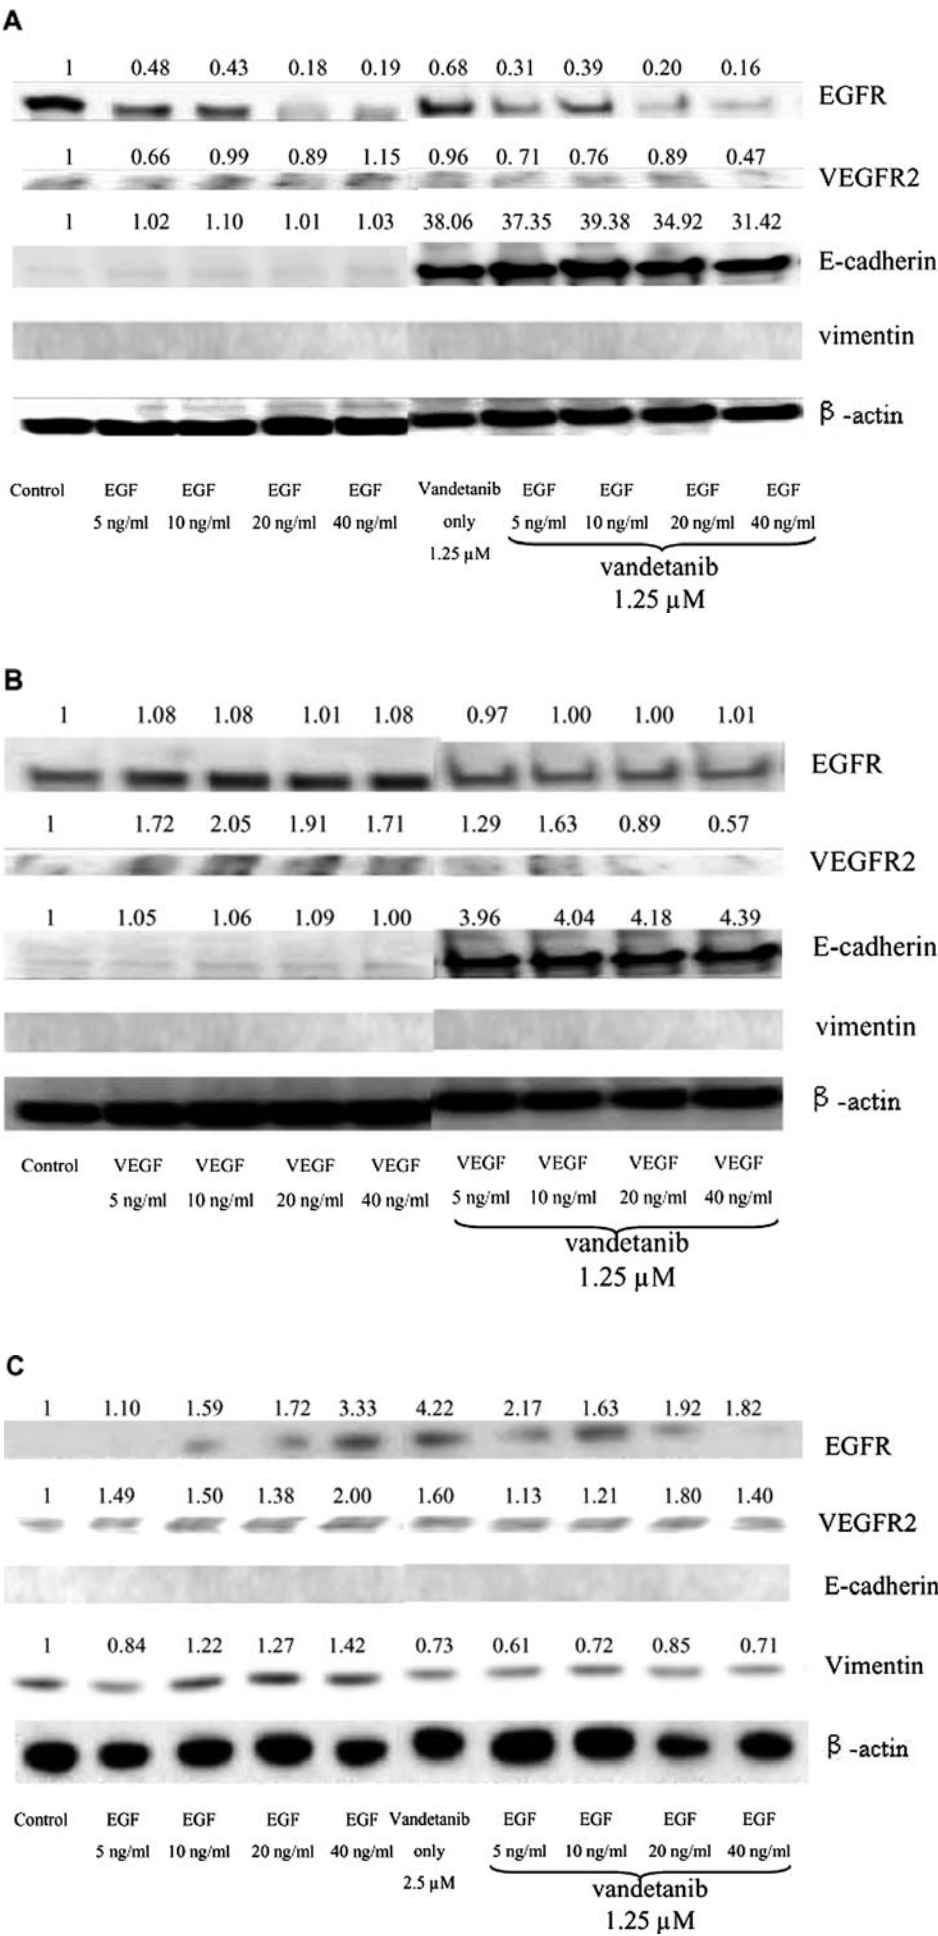 A
1 0.48 0.43 0.18 0.19 0.68 0.31 0.39 0.20 0.16
EGFR
1 0.66 0.99 0.89 1.15 0.96 0. 71 0.76 0.89 0.47
VEGFR2
1 1.02 1.10 1.01 1.03 38.06 37.35 39.38 34.92 31.42
E-cadherin
vimentin
β -actin
Control EGF EGF EGF EGF Vandetanib EGF EGF EGF EGF
5 ng/ml 10 ng/ml 20 ng/ml 40 ng/ml only 5 ng/ml 10 ng/ml 20 ng/ml 40 ng/ml
1.25 µM
vandetanib
1.25 µM
B
1 1.08 1.08 1.01 1.08 0.97 1.00 1.00 1.01
EGFR
1 1.72 2.05 1.91 1.71 1.29 1.63 0.89 0.57
VEGFR2
1 1.05 1.06 1.09 1.00 3.96 4.04 4.18 4.39
E-cadherin
vimentin
β -actin
Control VEGF VEGF VEGF VEGF VEGF VEGF VEGF VEGF
5 ng/ml 10 ng/ml 20 ng/ml 40 ng/ml 5 ng/ml 10 ng/ml 20 ng/ml 40 ng/ml
vandetanib
1.25 µM
C
1 1.10 1.59 1.72 3.33 4.22 2.17 1.63 1.92 1.82
EGFR
1 1.49 1.50 1.38 2.00 1.60 1.13 1.21 1.80 1.40
VEGFR2
E-cadherin
1 0.84 1.22 1.27 1.42 0.73 0.61 0.72 0.85 0.71
Vimentin
β -actin
Control EGF EGF EGF EGF Vandetanib EGF EGF EGF EGF
5 ng/ml 10 ng/ml 20 ng/ml 40 ng/ml only 5 ng/ml 10 ng/ml 20 ng/ml 40 ng/ml
2.5 µM
vandetanib
1.25 µM